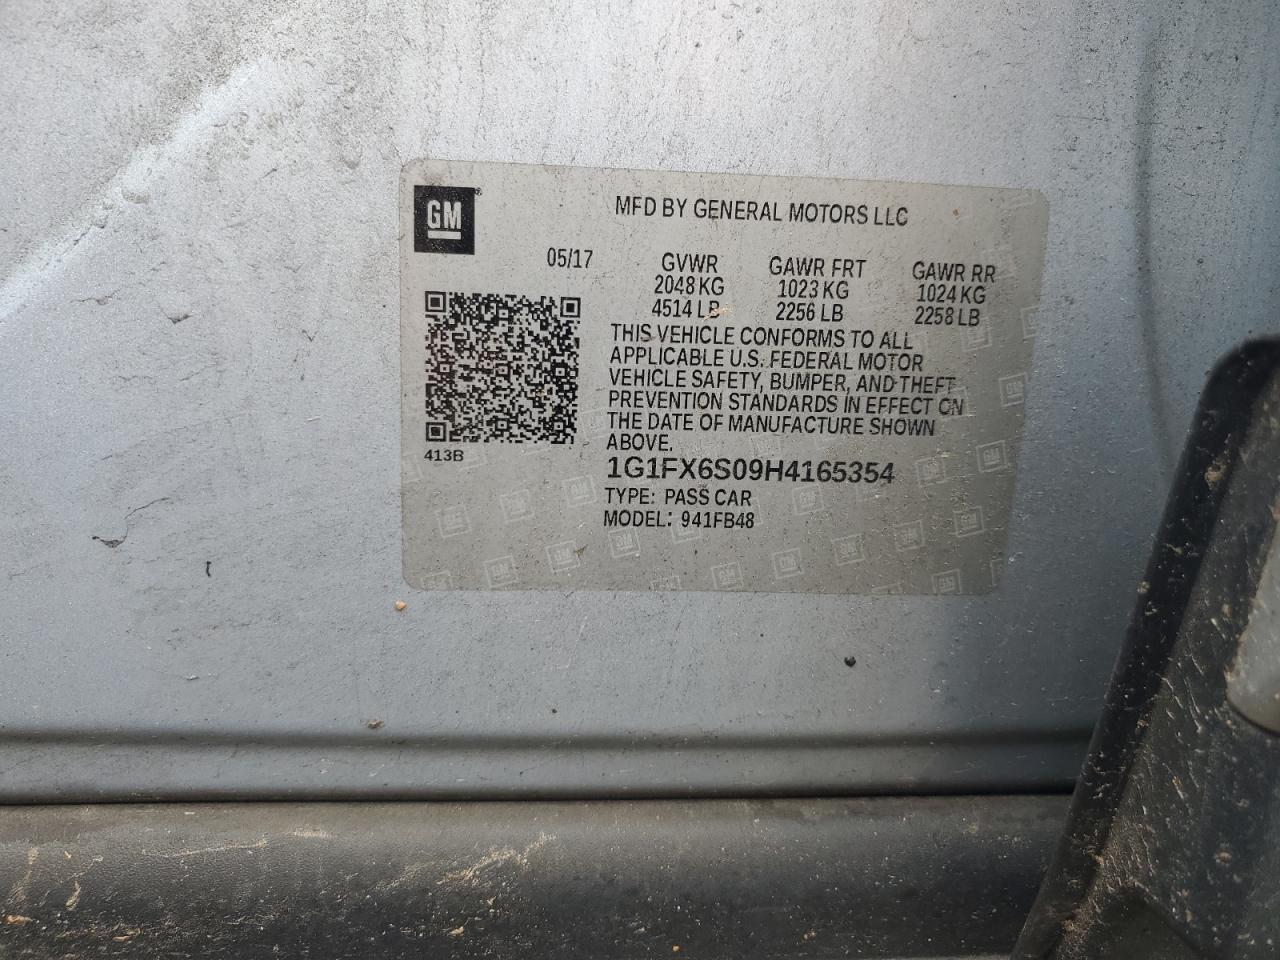 GM
MFD BY GENERAL MOTORS LLC
05/17
GVWR GAWR FRT GAWR RR
2048 KG 1023 KG 1024 KG
4514 LB 2256 LB 2258 LB
THIS VEHICLE CONFORMS TO ALL
APPLICABLE U.S. FEDERAL MOTOR
VEHICLE SAFETY, BUMPER, AND THEFT
PREVENTION STANDARDS IN EFFECT ON
THE DATE OF MANUFACTURE SHOWN
ABOVE.
413B
1G1FX6S09H4165354
TYPE: PASS CAR
MODEL: 941FB48